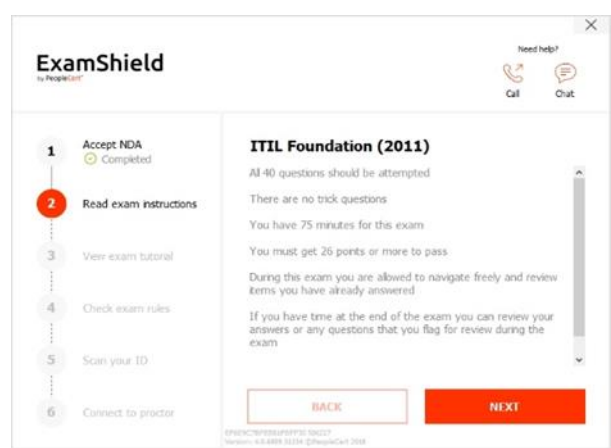 Need help?
ExamShield
by PeopleCert
Call
Chat
1
Accept NDA
Completed
2
Read exam instructions
3
View exam tutorial
4
Check exam rules
5
Scan your ID
6
Connect to proctor
ITIL Foundation (2011)
All 40 questions should be attempted
There are no trick questions
You have 75 minutes for this exam
You must get 26 points or more to pass
During this exam you are allowed to navigate freely and review
items you have already answered
If you have time at the end of the exam you can review your
answers or any questions that you flag for review during the
exam
BACK
NEXT
©PeopleCert 2018